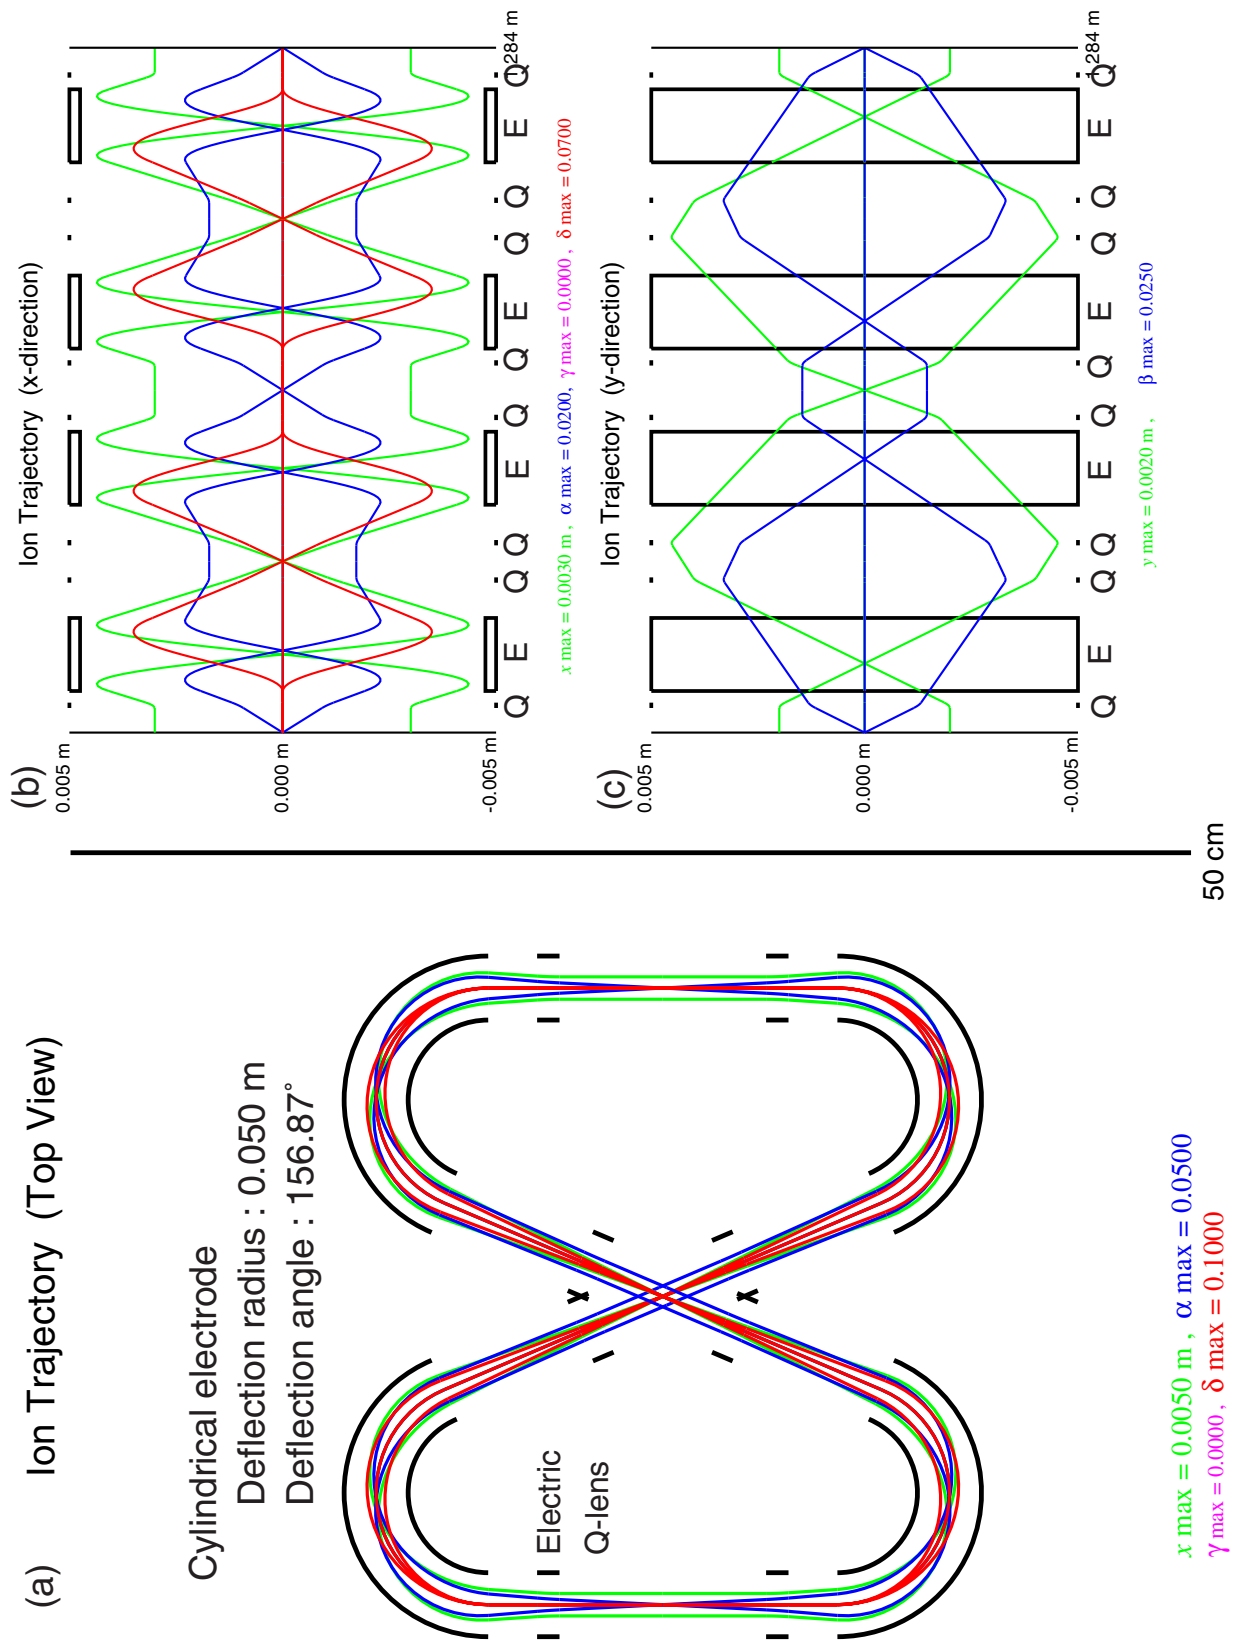 (a) Ion Trajectory (Top View)
Cylindrical electrode
Deflection radius : 0.050 m
Deflection angle : 156.87°
Electric
Q-lens
x max = 0.0050 m , α max = 0.0500
γ max = 0.0000 , δ max = 0.1000
50 cm
(b) Ion Trajectory (x-direction)
0.005 m
0.000 m
-0.005 m
1.284 m
Q E Q Q E Q Q E Q Q E Q
x max = 0.0030 m , α max = 0.0200, γ max = 0.0000 , δ max = 0.0700
(c) Ion Trajectory (y-direction)
0.005 m
0.000 m
-0.005 m
1.284 m
Q E Q Q E Q Q E Q Q E Q
y max = 0.0020 m , β max = 0.0250